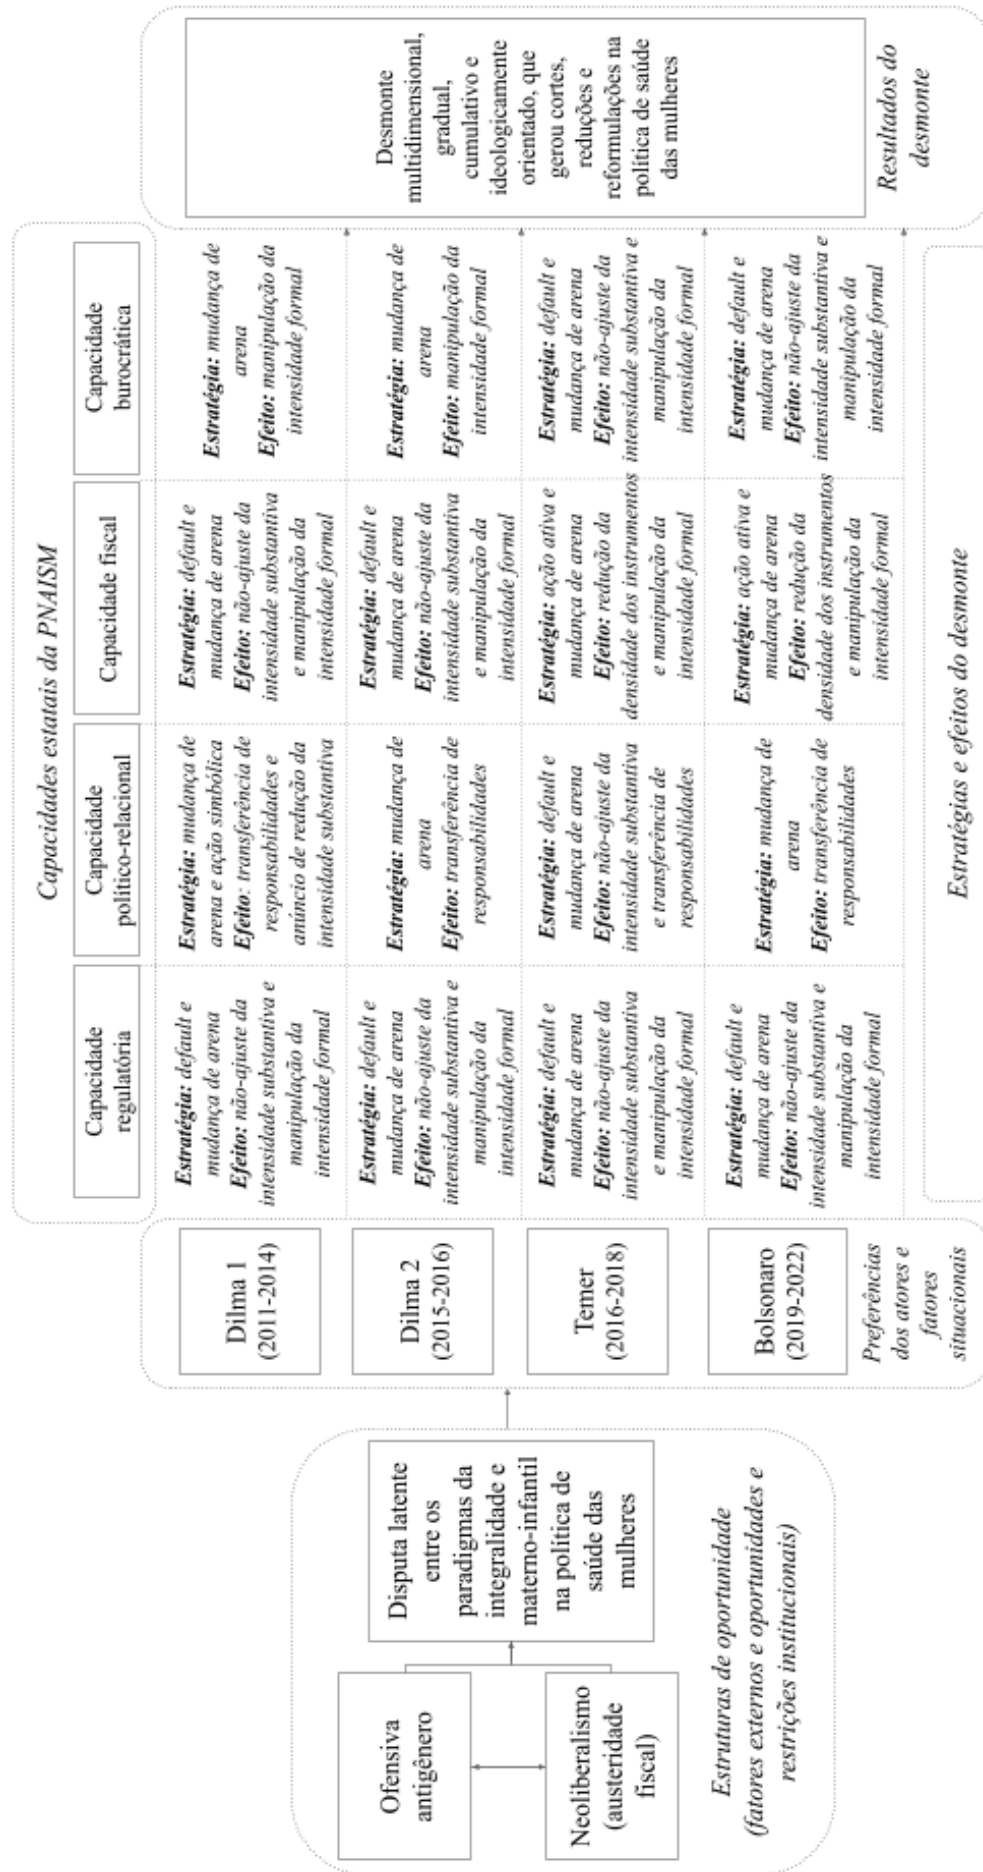 Capacidades estatais da PNAISM
Capacidade
regulatória
Capacidade
político-relacional
Capacidade fiscal
Capacidade
burocrática
Ofensiva
antigênero
Neoliberalismo
(austeridade
fiscal)
Disputa latente
entre os
paradigmas da
integralidade e
materno-infantil
na política de
saúde das
mulheres
Estruturas de oportunidade
(fatores externos e oportunidades e
restrições institucionais)
Dilma 1
(2011-2014)
Estratégia: default e
mudança de arena
Efeito: não-ajuste da
intensidade substantiva e
manipulação da
intensidade formal
Estratégia: mudança de
arena e ação simbólica
Efeito: transferência de
responsabilidades e
anúncio de redução da
intensidade substantiva
Estratégia: default e
mudança de arena
Efeito: não-ajuste da
intensidade substantiva
e manipulação da
intensidade formal
Estratégia: mudança de
arena
Efeito: manipulação da
intensidade formal
Dilma 2
(2015-2016)
Estratégia: default e
mudança de arena
Efeito: não-ajuste da
intensidade substantiva e
manipulação da
intensidade formal
Estratégia: mudança de
arena
Efeito: transferência de
responsabilidades
Estratégia: default e
mudança de arena
Efeito: não-ajuste da
intensidade substantiva
e manipulação da
intensidade formal
Estratégia: mudança de
arena
Efeito: manipulação da
intensidade formal
Temer
(2016-2018)
Estratégia: default e
mudança de arena
Efeito: não-ajuste da
intensidade substantiva
e manipulação da
intensidade formal
Estratégia: default e
mudança de arena
Efeito: não-ajuste da
intensidade substantiva
e transferência de
responsabilidades
Estratégia: ação ativa e
mudança de arena
Efeito: redução da
densidade dos instrumentos
e manipulação da
intensidade formal
Estratégia: default e
mudança de arena
Efeito: não-ajuste da
intensidade substantiva e
manipulação da
intensidade formal
Bolsonaro
(2019-2022)
Estratégia: default e
mudança de arena
Efeito: não-ajuste da
intensidade substantiva e
manipulação da
intensidade formal
Estratégia: mudança de
arena
Efeito: transferência de
responsabilidades
Estratégia: ação ativa e
mudança de arena
Efeito: redução da
densidade dos instrumentos
e manipulação da
intensidade formal
Estratégia: default e
mudança de arena
Efeito: não-ajuste da
intensidade substantiva e
manipulação da
intensidade formal
Preferências
dos atores e
fatores
situacionais
Estratégias e efeitos do desmonte
Desmonte
multidimensional,
gradual,
cumulativo e
ideologicamente
orientado, que
gerou cortes,
reduções e
reformulações na
política de saúde
das mulheres
Resultados do
desmonte